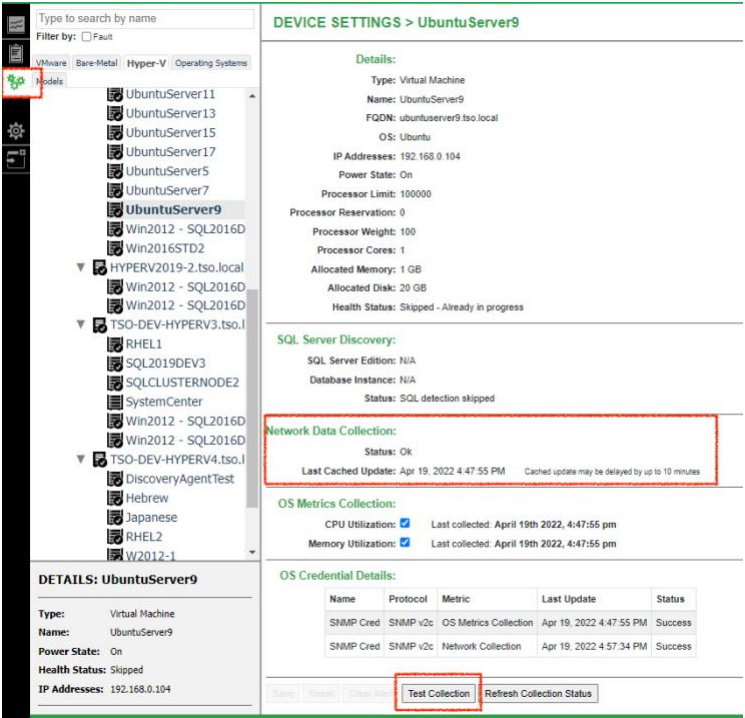 Type to search by name
Filter by: Fault
VMware Bare-Metal Hyper-V Operating Systems
Models
UbuntuServer11
UbuntuServer13
UbuntuServer15
UbuntuServer17
UbuntuServer5
UbuntuServer7
UbuntuServer9
Win2012 - SQL2016D
Win2016STD2
HYPERV2019-2.tso.local
Win2012 - SQL2016D
Win2012 - SQL2016D
TSO-DEV-HYPERV3.tso.l
RHEL1
SQL2019DEV3
SQLCLUSTERNODE2
SystemCenter
Win2012 - SQL2016D
Win2012 - SQL2016D
TSO-DEV-HYPERV4.tso.l
DiscoveryAgentTest
Hebrew
Japanese
RHEL2
W2012-1
DETAILS: UbuntuServer9
Type: Virtual Machine
Name: UbuntuServer9
Power State: On
Health Status: Skipped
IP Addresses: 192.168.0.104
DEVICE SETTINGS > UbuntuServer9
Details:
Type: Virtual Machine
Name: UbuntuServer9
FQDN: ubuntuserver9.tso.local
OS: Ubuntu
IP Addresses: 192.168.0.104
Power State: On
Processor Limit: 100000
Processor Reservation: 0
Processor Weight: 100
Processor Cores: 1
Allocated Memory: 1 GB
Allocated Disk: 20 GB
Health Status: Skipped - Already in progress
SQL Server Discovery:
SQL Server Edition: N/A
Database Instance: N/A
Status: SQL detection skipped
Network Data Collection:
Status: Ok
Last Cached Update: Apr 19, 2022 4:47:55 PM Cached update may be delayed by up to 10 minutes
OS Metrics Collection:
CPU Utilization: Last collected: April 19th 2022, 4:47:55 pm
Memory Utilization: Last collected: April 19th 2022, 4:47:55 pm
OS Credential Details:
Name Protocol Metric Last Update Status
SNMP Cred SNMP v2c OS Metrics Collection Apr 19, 2022 4:47:55 PM Success
SNMP Cred SNMP v2c Network Collection Apr 19, 2022 4:57:34 PM Success
Save Reset Clear Alert Test Collection Refresh Collection Status